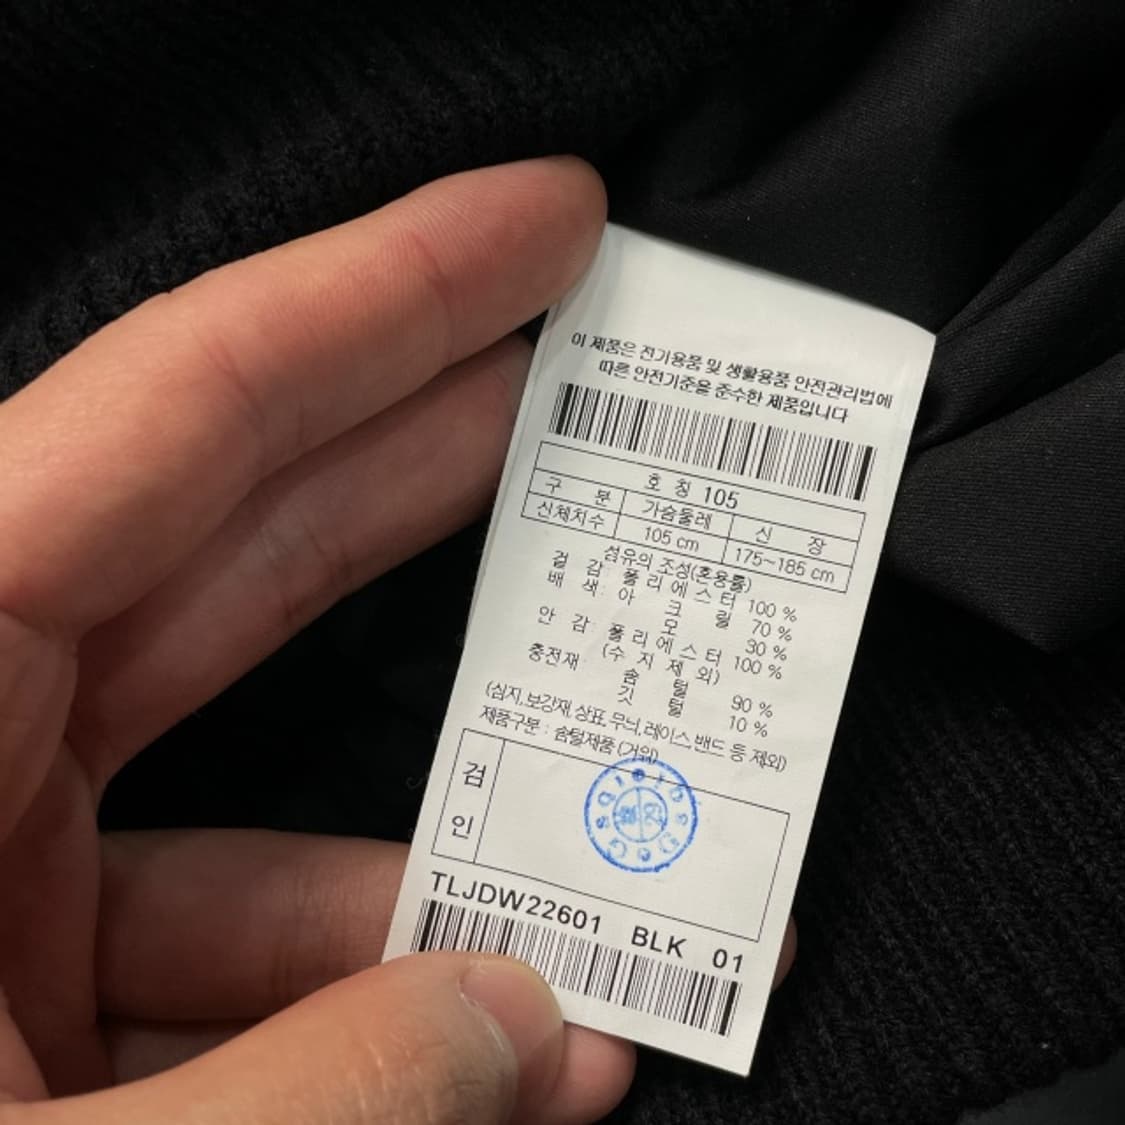 이 제품은 전기용품 및 생활용품 안전관리법에
따른 안전기준을 준수한 제품입니다
호 칭 105
구 분 가슴둘레 신 장
신체치수 105 cm 175~185 cm
섬유의 조성(혼용률)
겉 감 폴리에스터 100 %
배 색: 아 크 릴 70 %
모 30 %
안 감 폴리에스터 100 %
(수 지 제 외)
충전재 솜 털 90 %
깃 털 10 %
(심지,보강재,상표,무늬,레이스,밴드 등 제외)
제품구분 : 솜털제품 (거위)
검
인
TLJDW22601 BLK 01